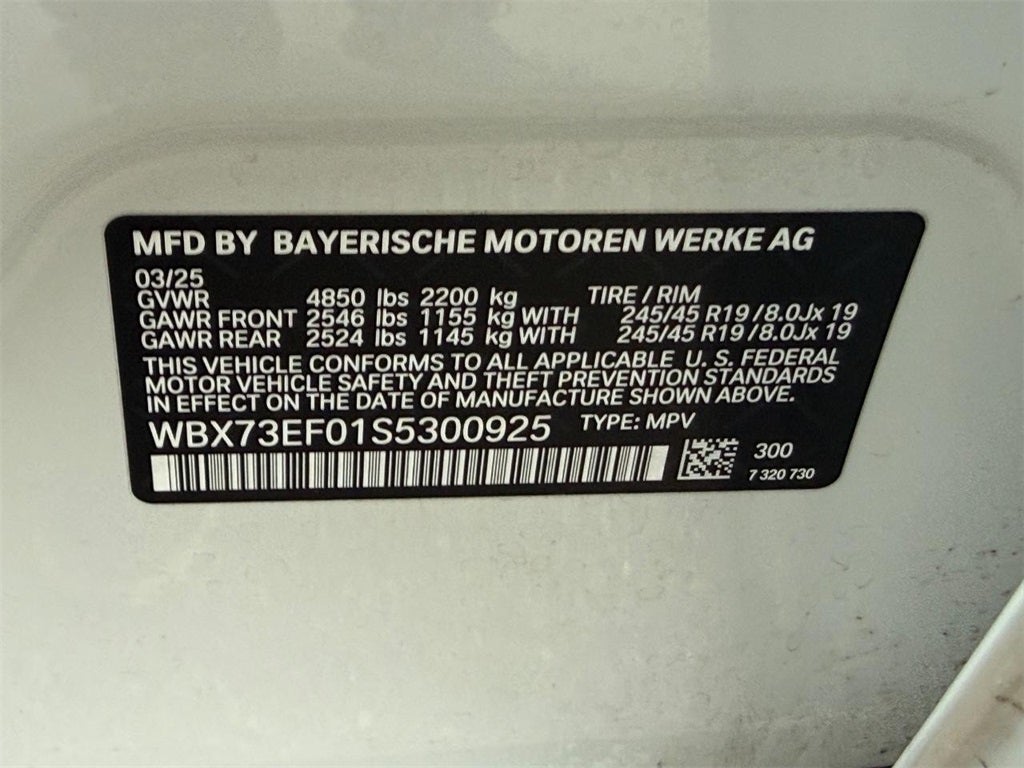 MFD BY BAYERISCHE MOTOREN WERKE AG
03/25
GVWR 4850 lbs 2200 kg TIRE / RIM
GAWR FRONT 2546 lbs 1155 kg WITH 245/45 R19 /8.0Jx 19
GAWR REAR 2524 lbs 1145 kg WITH 245/45 R19 /8.0Jx 19
THIS VEHICLE CONFORMS TO ALL APPLICABLE U. S. FEDERAL
MOTOR VEHICLE SAFETY AND THEFT PREVENTION STANDARDS
IN EFFECT ON THE DATE OF MANUFACTURE SHOWN ABOVE.
WBX73EF01S5300925 TYPE: MPV
300
7 320 730